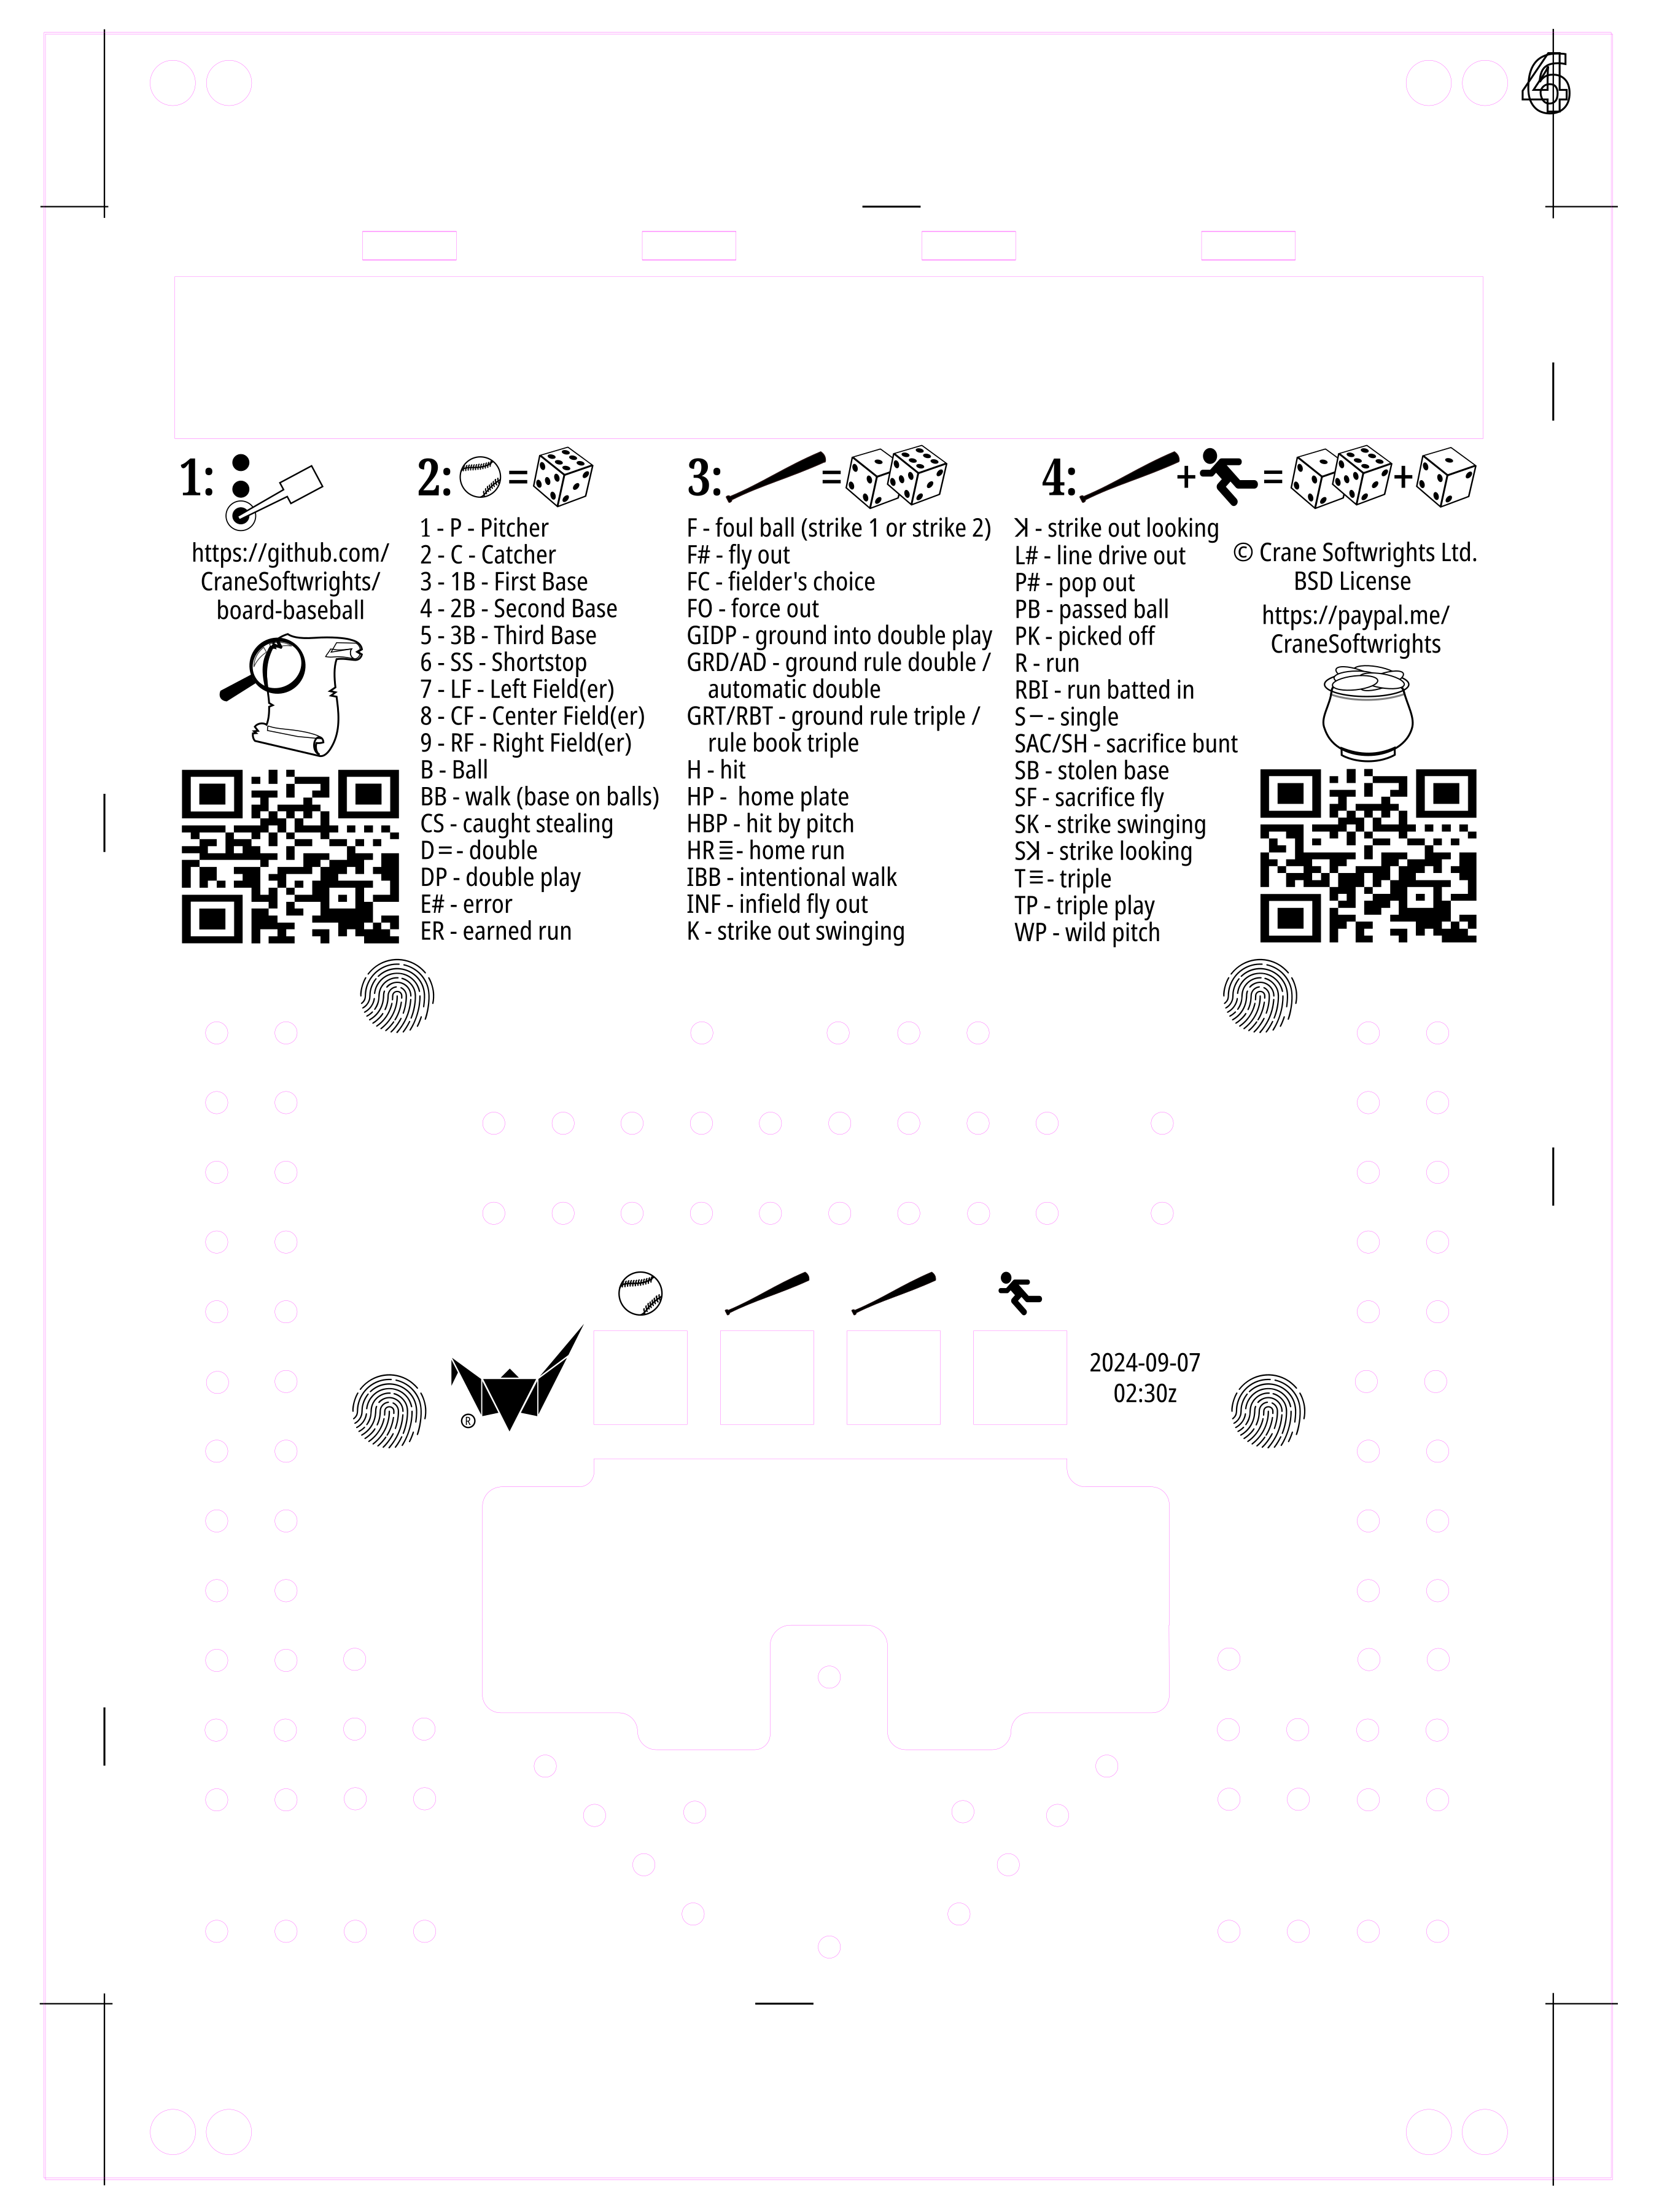 1:
https://github.com/
CraneSoftwrights/
board-baseball
2: =
1 - P - Pitcher
2 - C - Catcher
3 - 1B - First Base
4 - 2B - Second Base
5 - 3B - Third Base
6 - SS - Shortstop
7 - LF - Left Field(er)
8 - CF - Center Field(er)
9 - RF - Right Field(er)
B - Ball
BB - walk (base on balls)
CS - caught stealing
D = - double
DP - double play
E# - error
ER - earned run
3: =
F - foul ball (strike 1 or strike 2)
F# - fly out
FC - fielder's choice
FO - force out
GIDP - ground into double play
GRD/AD - ground rule double /
automatic double
GRT/RBT - ground rule triple /
rule book triple
H - hit
HP - home plate
HBP - hit by pitch
HR 𝌆 - home run
IBB - intentional walk
INF - infield fly out
K - strike out swinging
4: + = +
ꓘ - strike out looking
L# - line drive out
P# - pop out
PB - passed ball
PK - picked off
R - run
RBI - run batted in
S − - single
SAC/SH - sacrifice bunt
SB - stolen base
SF - sacrifice fly
SK - strike swinging
Sꓘ - strike looking
T ≡ - triple
TP - triple play
WP - wild pitch
© Crane Softwrights Ltd.
BSD License
https://paypal.me/
CraneSoftwrights
®
2024-09-07
02:30z